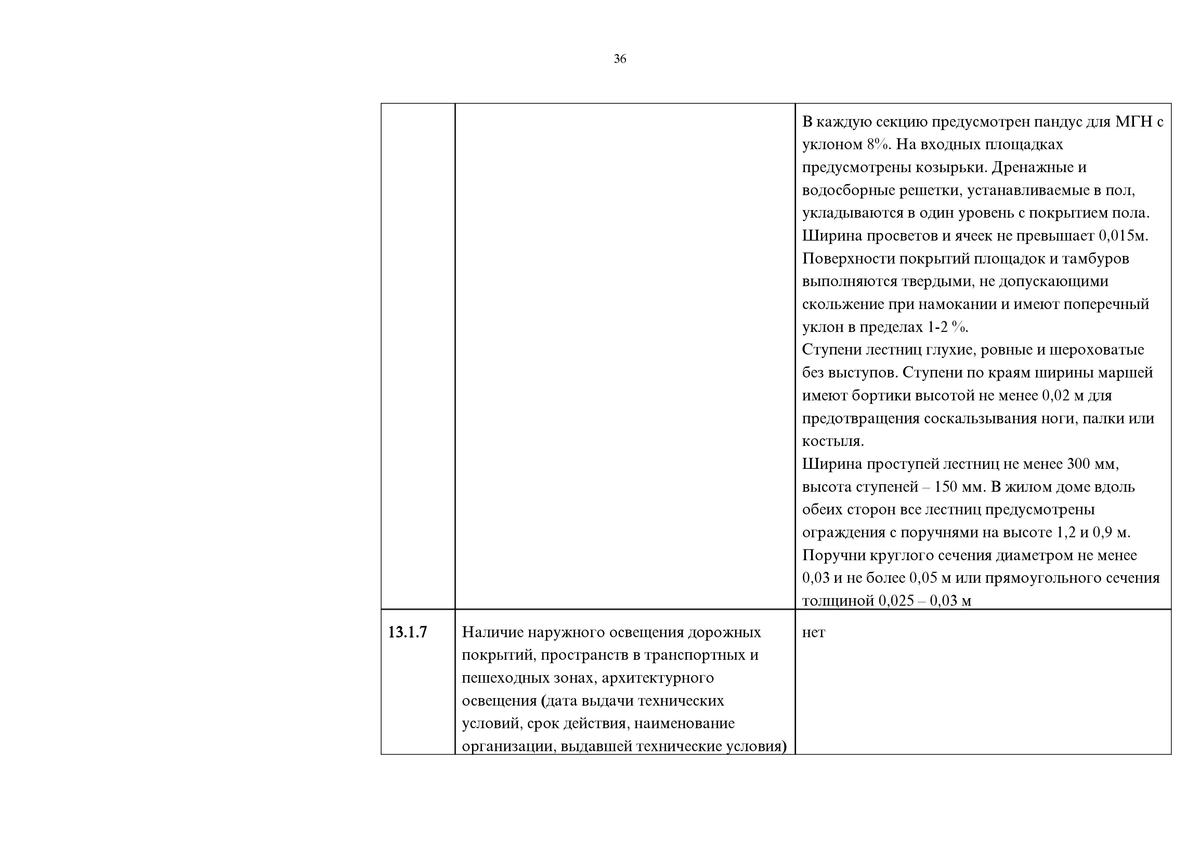 36
В каждую секцию предусмотрен пандус для МГН с
уклоном 8%. На входных площадках
предусмотрены козырьки. Дренажные и
водосборные решетки, устанавливаемые в пол,
укладываются в один уровень с покрытием пола.
Ширина просветов и ячеек не превышает 0,015м.
Поверхности покрытий площадок и тамбуров
выполняются твердыми, не допускающими
скольжение при намокании и имеют поперечный
уклон в пределах 1-2 %.
Ступени лестниц глухие, ровные и шероховатые
без выступов. Ступени по краям ширины маршей
имеют бортики высотой не менее 0,02 м для
предотвращения соскальзывания ноги, палки или
костыля.
Ширина проступей лестниц не менее 300 мм,
высота ступеней – 150 мм. В жилом доме вдоль
обеих сторон все лестниц предусмотрены
ограждения с поручнями на высоте 1,2 и 0,9 м.
Поручни круглого сечения диаметром не менее
0,03 и не более 0,05 м или прямоугольного сечения
толщиной 0,025 – 0,03 м
13.1.7
Наличие наружного освещения дорожных
покрытий, пространств в транспортных и
пешеходных зонах, архитектурного
освещения (дата выдачи технических
условий, срок действия, наименование
организации, выдавшей технические условия)
нет